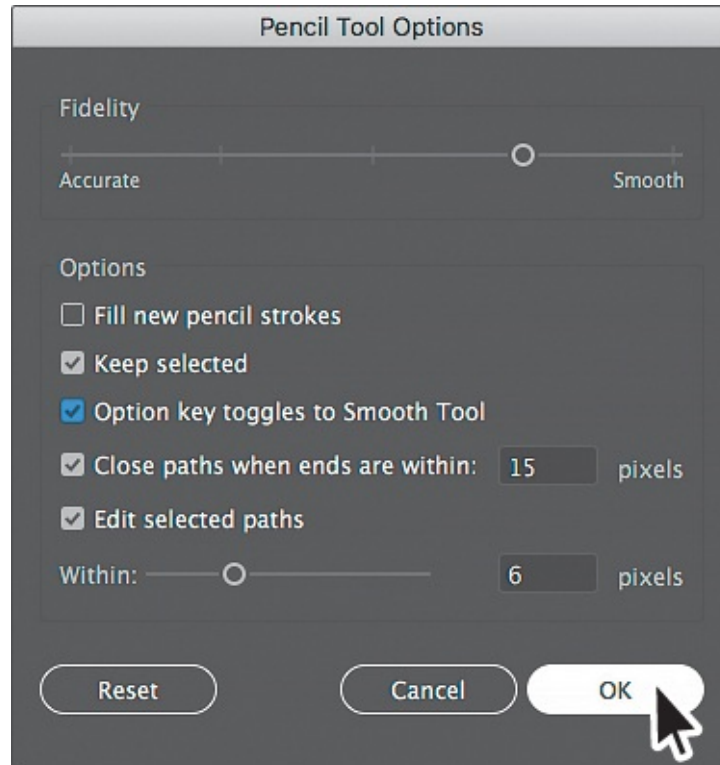 Pencil Tool Options
Fidelity
Accurate Smooth
Options
Fill new pencil strokes
Keep selected
Option key toggles to Smooth Tool
Close paths when ends are within: 15 pixels
Edit selected paths
Within: 6 pixels
Reset Cancel OK